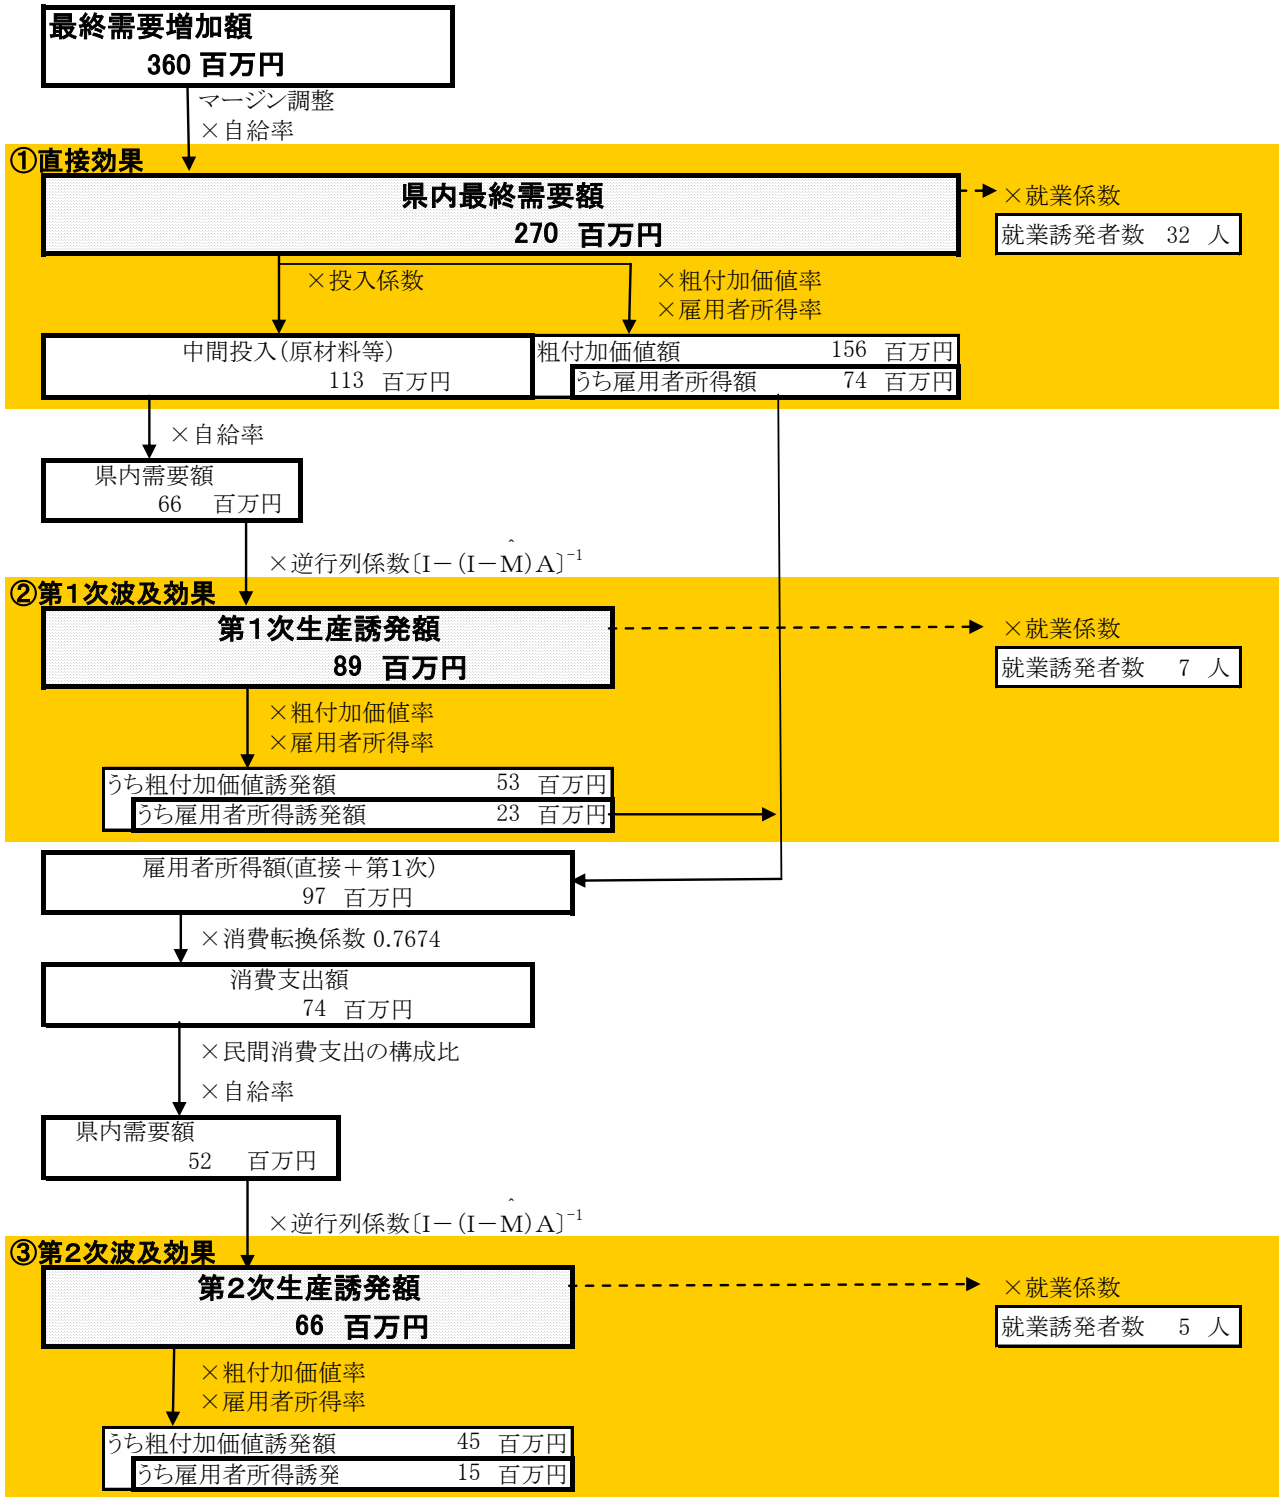 最終需要増加額
360 百万円
マージン調整
×自給率
①直接効果
県内最終需要額
270 百万円
×就業係数
就業誘発者数 32 人
×投入係数
×粗付加価値率
×雇用者所得率
中間投入(原材料等)
113 百万円
粗付加価値額 156 百万円
うち雇用者所得額 74 百万円
×自給率
県内需要額
66 百万円
×逆行列係数〔I-(I-M̂)A〕⁻¹
②第1次波及効果
第1次生産誘発額
89 百万円
×就業係数
就業誘発者数 7 人
×粗付加価値率
×雇用者所得率
うち粗付加価値誘発額 53 百万円
うち雇用者所得誘発額 23 百万円
雇用者所得額(直接+第1次)
97 百万円
×消費転換係数 0.7674
消費支出額
74 百万円
×民間消費支出の構成比
×自給率
県内需要額
52 百万円
×逆行列係数〔I-(I-M̂)A〕⁻¹
③第2次波及効果
第2次生産誘発額
66 百万円
×就業係数
就業誘発者数 5 人
×粗付加価値率
×雇用者所得率
うち粗付加価値誘発額 45 百万円
うち雇用者所得誘発 15 百万円